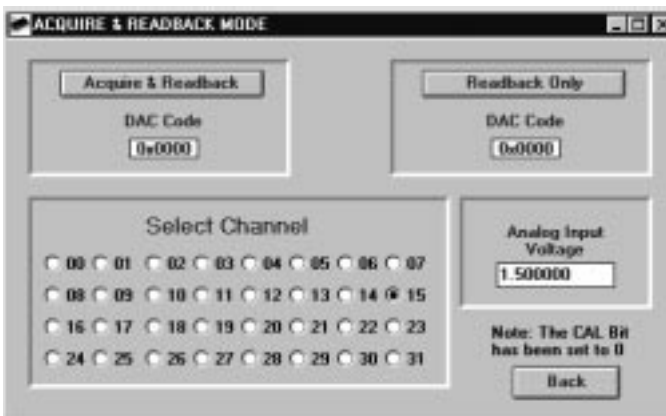 ACQUIRE & READBACK MODE
Acquire & Readback
DAC Code
0x0000
Readback Only
DAC Code
0x0000
Select Channel
00 01 02 03 04 05 06 07
08 09 10 11 12 13 14 15
16 17 18 19 20 21 22 23
24 25 26 27 28 29 30 31
Analog Input
Voltage
1.500000
Note: The CAL Bit
has been set to 0
Back